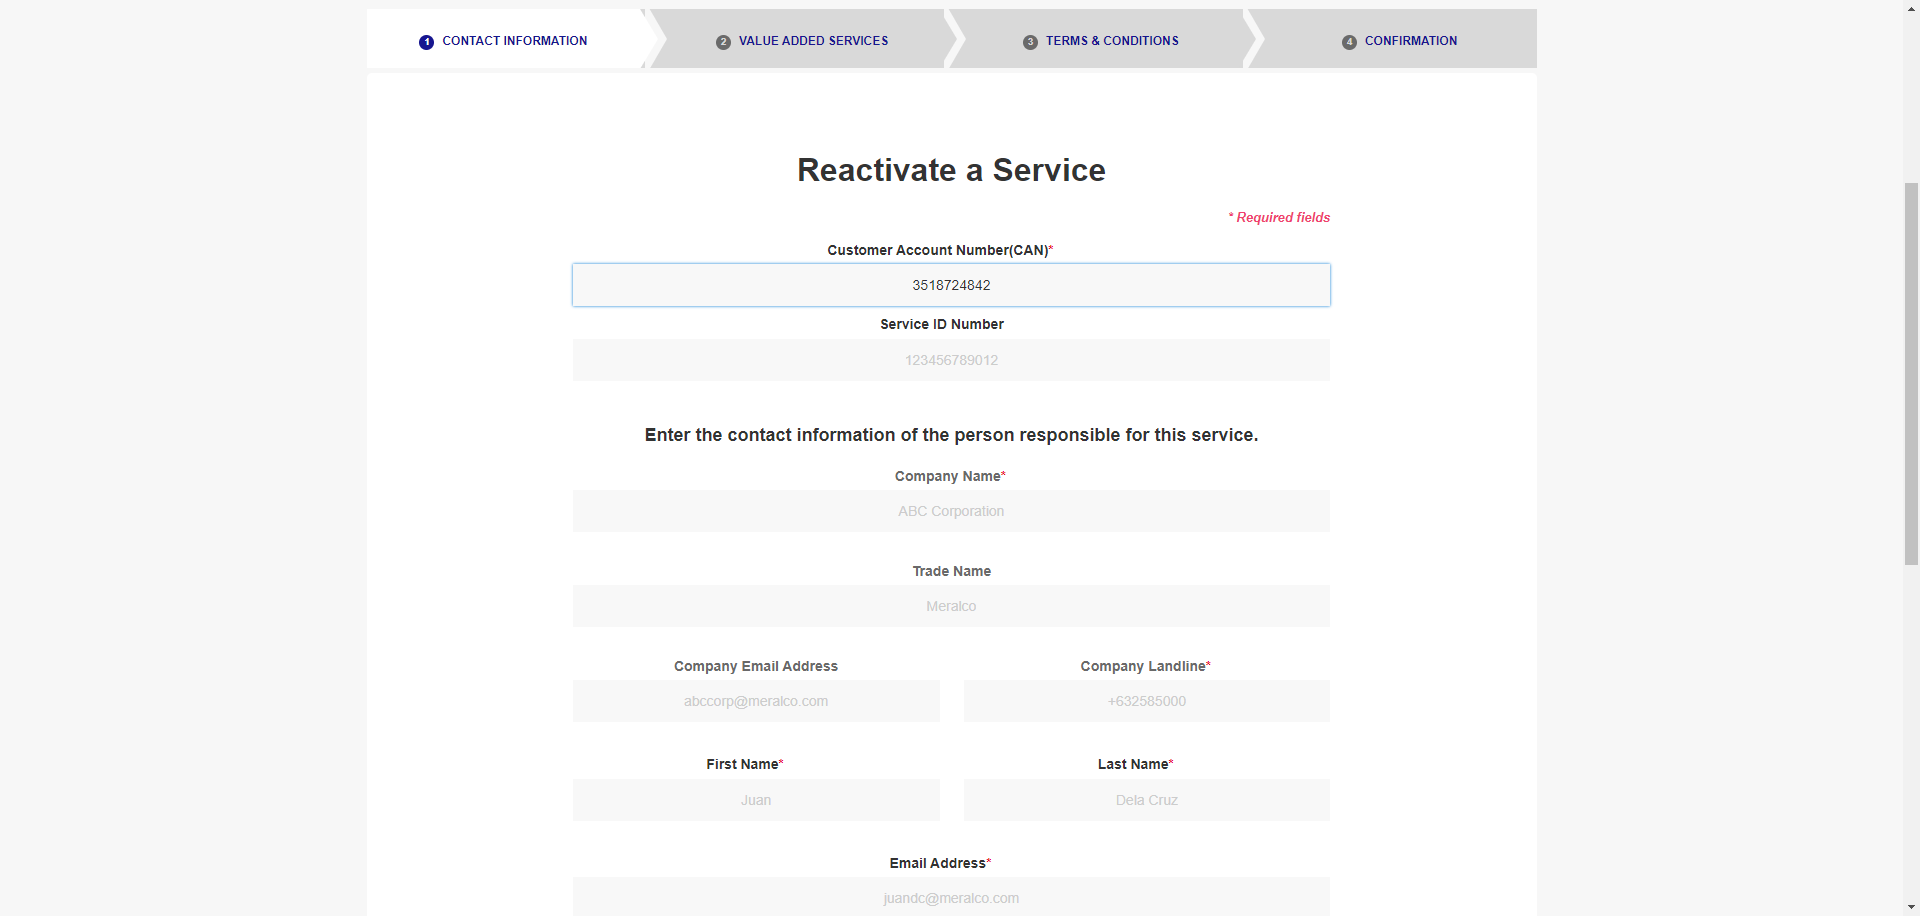 1 CONTACT INFORMATION
2 VALUE ADDED SERVICES
3 TERMS & CONDITIONS
4 CONFIRMATION
Reactivate a Service
* Required fields
Customer Account Number(CAN)*
3518724842
Service ID Number
123456789012
Enter the contact information of the person responsible for this service.
Company Name*
ABC Corporation
Trade Name
Meralco
Company Email Address
abccorp@meralco.com
Company Landline*
+632585000
First Name*
Juan
Last Name*
Dela Cruz
Email Address*
juandc@meralco.com